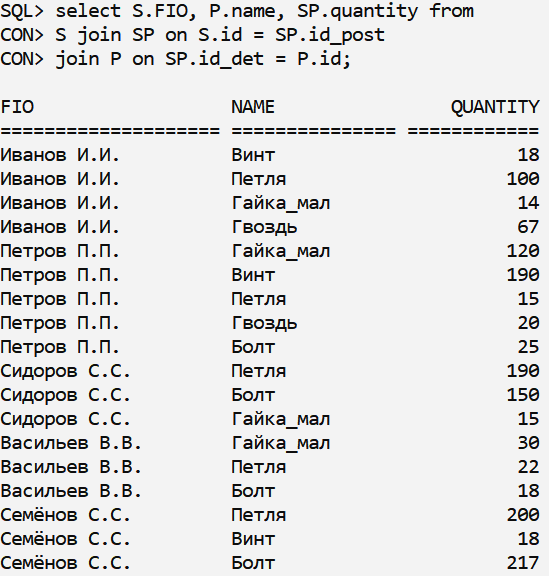 SQL> select S.FIO, P.name, SP.quantity from
CON> S join SP on S.id = SP.id_post
CON> join P on SP.id_det = P.id;
FIO NAME QUANTITY
==================== =============== ============
Иванов И.И. Винт 18
Иванов И.И. Петля 100
Иванов И.И. Гайка_мал 14
Иванов И.И. Гвоздь 67
Петров П.П. Гайка_мал 120
Петров П.П. Винт 190
Петров П.П. Петля 15
Петров П.П. Гвоздь 20
Петров П.П. Болт 25
Сидоров С.С. Петля 190
Сидоров С.С. Болт 150
Сидоров С.С. Гайка_мал 15
Васильев В.В. Гайка_мал 30
Васильев В.В. Петля 22
Васильев В.В. Болт 18
Семёнов С.С. Петля 200
Семёнов С.С. Винт 18
Семёнов С.С. Болт 217